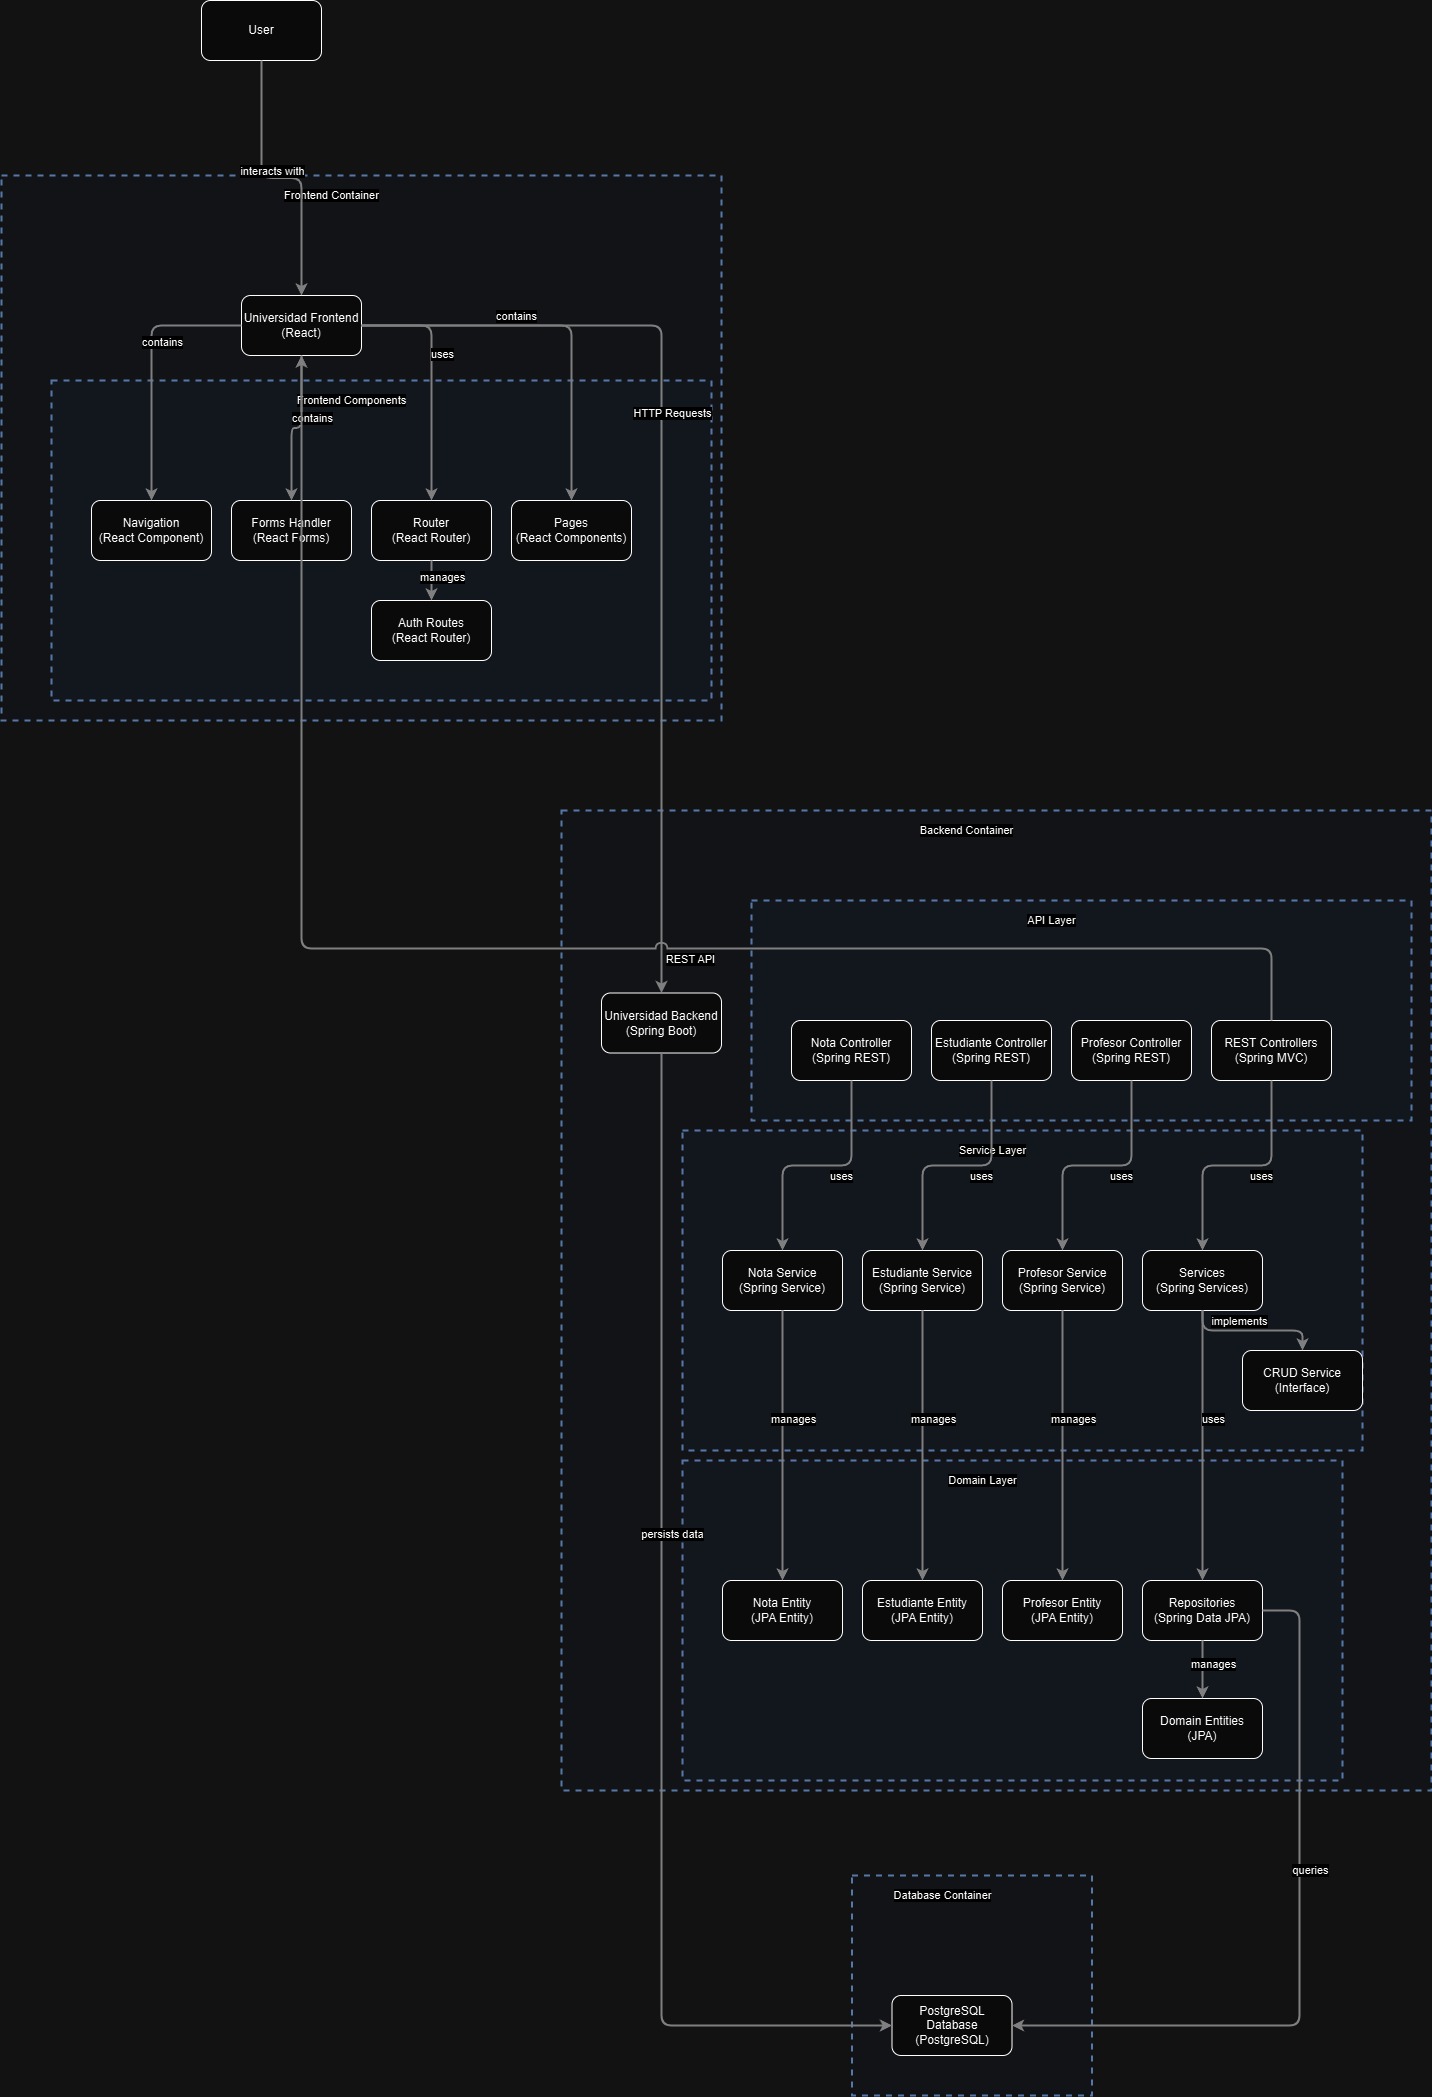 User
interacts with
Frontend Container
Universidad Frontend
(React)
contains
contains
uses
Frontend Components
contains
HTTP Requests
Navigation
(React Component)
Forms Handler
(React Forms)
Router
(React Router)
Pages
(React Components)
manages
Auth Routes
(React Router)
Backend Container
API Layer
REST API
Universidad Backend
(Spring Boot)
Nota Controller
(Spring REST)
Estudiante Controller
(Spring REST)
Profesor Controller
(Spring REST)
REST Controllers
(Spring MVC)
Service Layer
uses
uses
uses
uses
Nota Service
(Spring Service)
Estudiante Service
(Spring Service)
Profesor Service
(Spring Service)
Services
(Spring Services)
implements
CRUD Service
(Interface)
manages
manages
manages
uses
Domain Layer
persists data
Nota Entity
(JPA Entity)
Estudiante Entity
(JPA Entity)
Profesor Entity
(JPA Entity)
Repositories
(Spring Data JPA)
manages
Domain Entities
(JPA)
queries
Database Container
PostgreSQL
Database
(PostgreSQL)